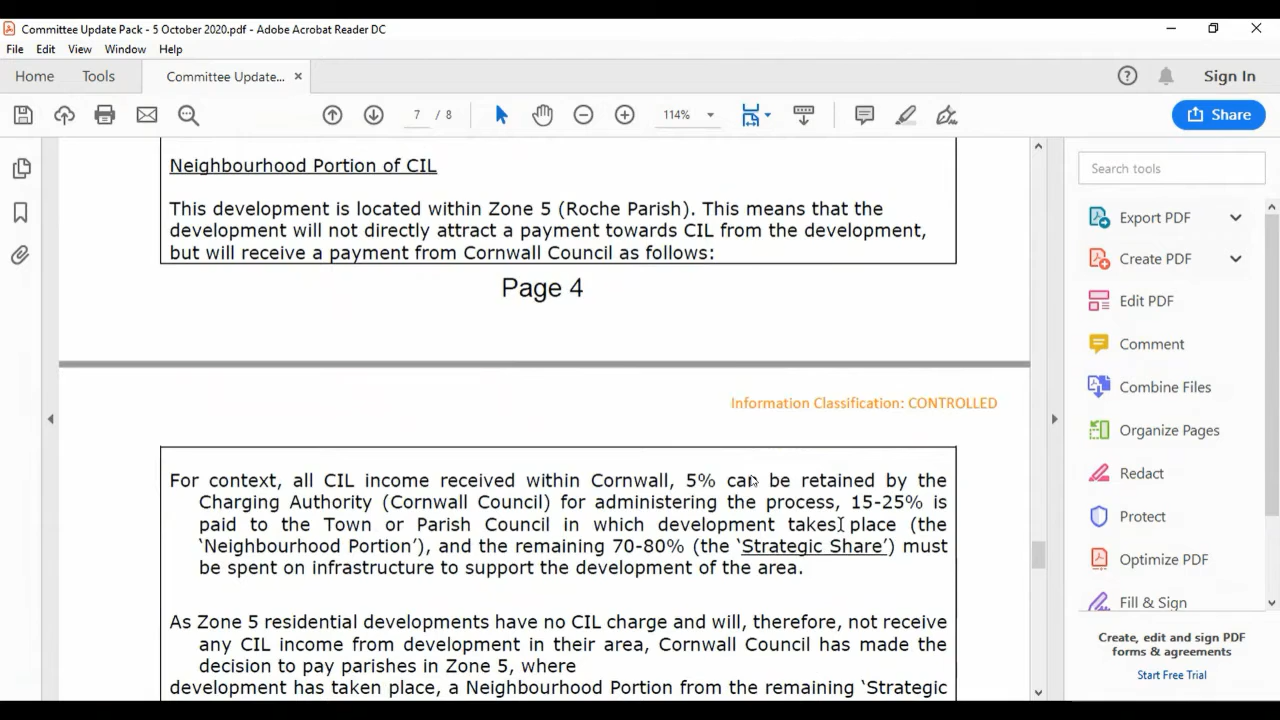 Committee Update Pack - 5 October 2020.pdf - Adobe Acrobat Reader DC
File Edit View Window Help
Home Tools Committee Update... × Sign In
7 / 8 114% Share
Neighbourhood Portion of CIL
This development is located within Zone 5 (Roche Parish). This means that the
development will not directly attract a payment towards CIL from the development,
but will receive a payment from Cornwall Council as follows:
Page 4
Information Classification: CONTROLLED
For context, all CIL income received within Cornwall, 5% can be retained by the
Charging Authority (Cornwall Council) for administering the process, 15-25% is
paid to the Town or Parish Council in which development takes place (the
‘Neighbourhood Portion’), and the remaining 70-80% (the ‘Strategic Share’) must
be spent on infrastructure to support the development of the area.
As Zone 5 residential developments have no CIL charge and will, therefore, not receive
any CIL income from development in their area, Cornwall Council has made the
decision to pay parishes in Zone 5, where
development has taken place, a Neighbourhood Portion from the remaining ‘Strategic
Search tools
Export PDF
Create PDF
Edit PDF
Comment
Combine Files
Organize Pages
Redact
Protect
Optimize PDF
Fill & Sign
Create, edit and sign PDF
forms & agreements
Start Free Trial